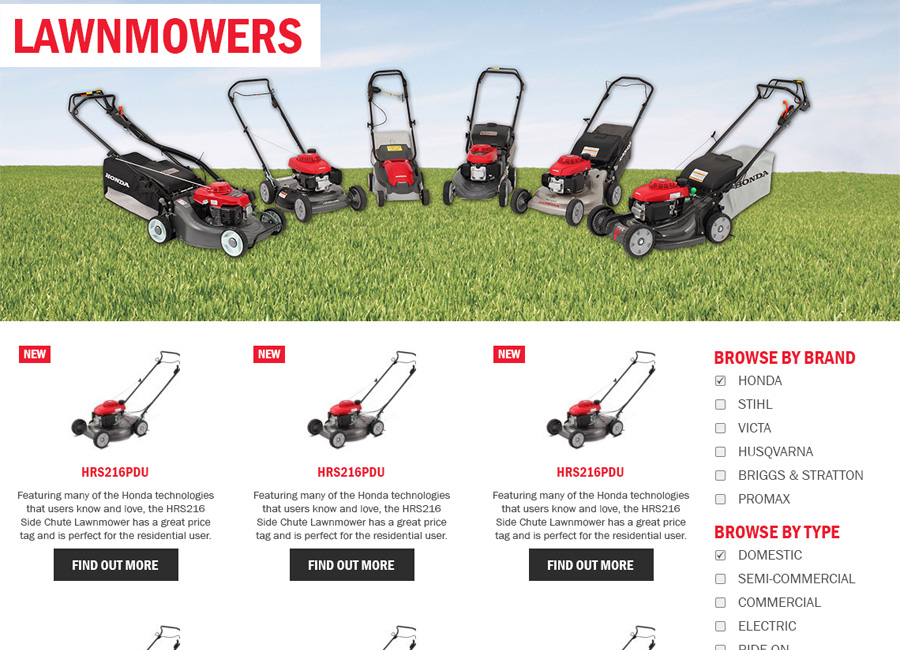 LAWNMOWERS
HONDA
HONDA
NEW
HRS216PDU
Featuring many of the Honda technologies
that users know and love, the HRS216
Side Chute Lawnmower has a great price
tag and is perfect for the residential user.
FIND OUT MORE
NEW
HRS216PDU
Featuring many of the Honda technologies
that users know and love, the HRS216
Side Chute Lawnmower has a great price
tag and is perfect for the residential user.
FIND OUT MORE
NEW
HRS216PDU
Featuring many of the Honda technologies
that users know and love, the HRS216
Side Chute Lawnmower has a great price
tag and is perfect for the residential user.
FIND OUT MORE
BROWSE BY BRAND
HONDA
STIHL
VICTA
HUSQVARNA
BRIGGS & STRATTON
PROMAX
BROWSE BY TYPE
DOMESTIC
SEMI-COMMERCIAL
COMMERCIAL
ELECTRIC
RIDE ON